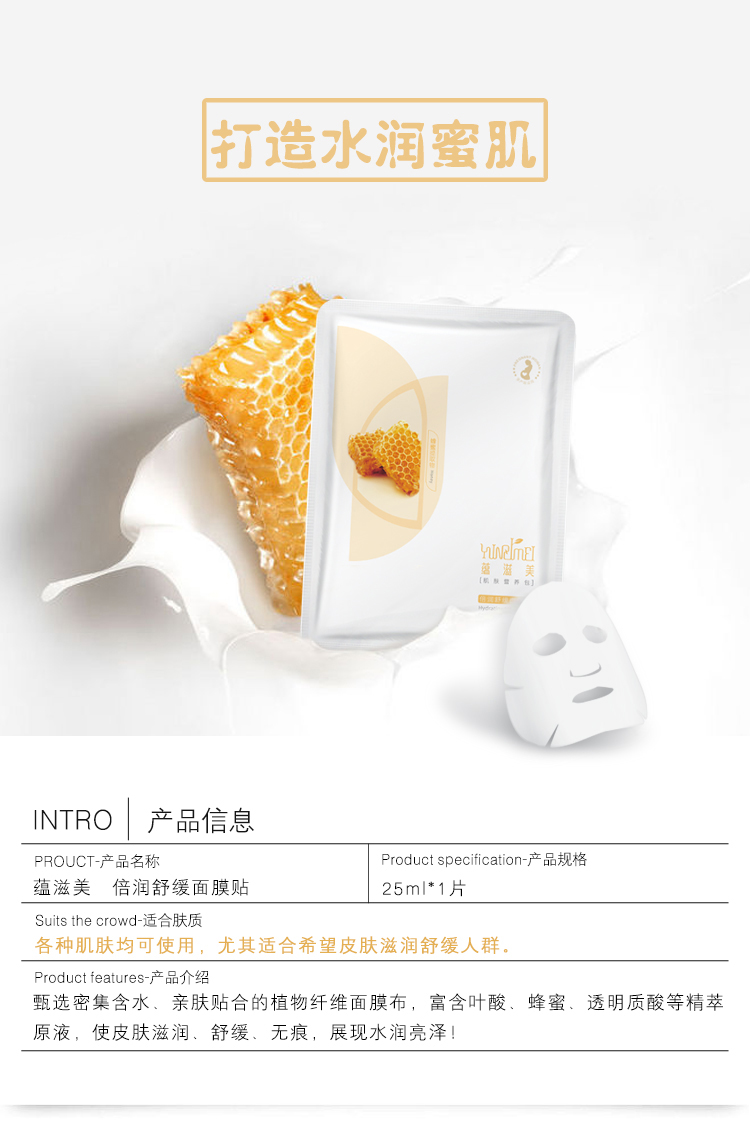 打造水润蜜肌
YUNZIMEI
蕴滋美
[肌肤营养包]
INTRO 产品信息
PROUCT-产品名称
蕴滋美 倍润舒缓面膜贴
Product specification-产品规格
25ml*1片
Suits the crowd-适合肤质
各种肌肤均可使用，尤其适合希望皮肤滋润舒缓人群。
Product features-产品介绍
甄选密集含水、亲肤贴合的植物纤维面膜布，富含叶酸、蜂蜜、透明质酸等精萃
原液，使皮肤滋润、舒缓、无痕，展现水润亮泽！